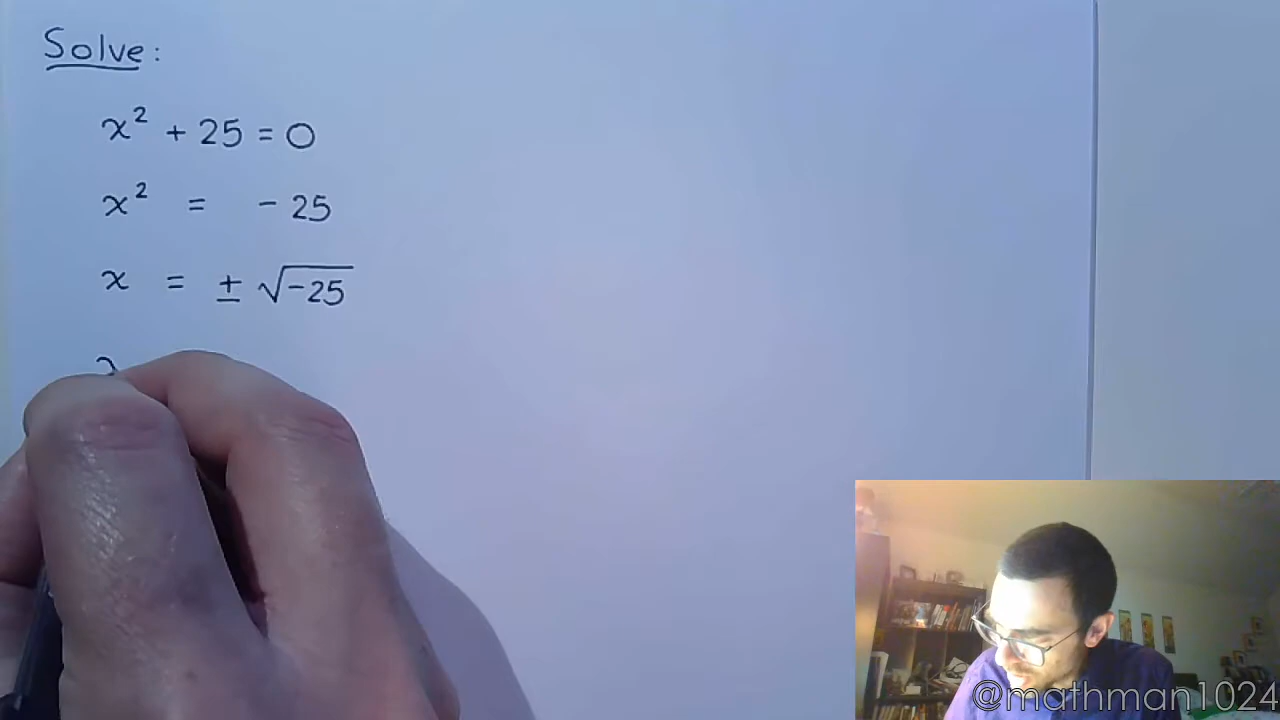 Solve:
x² + 25 = 0
x² = - 25
x = ± √-25
@mathman1024